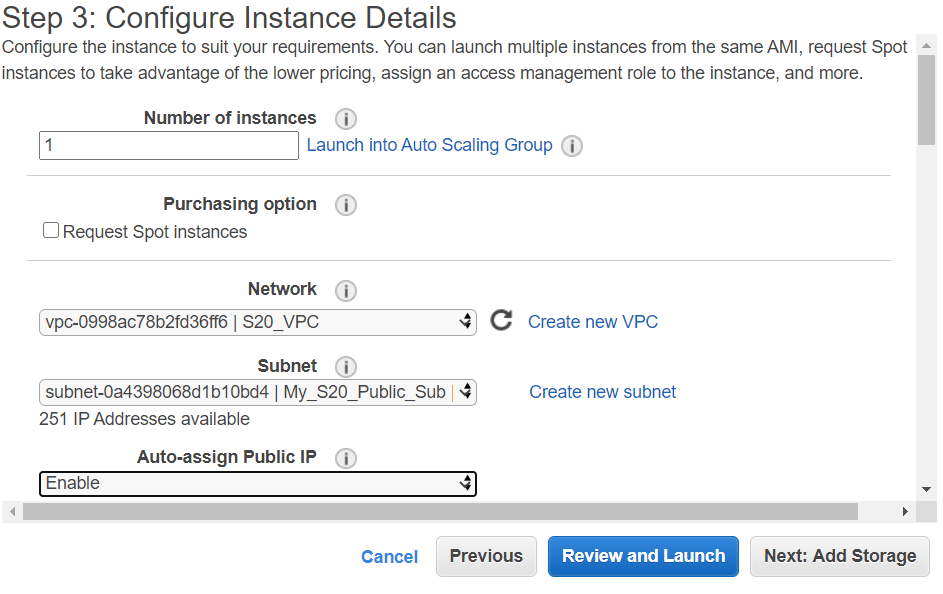 Step 3: Configure Instance Details
Configure the instance to suit your requirements. You can launch multiple instances from the same AMI, request Spot
instances to take advantage of the lower pricing, assign an access management role to the instance, and more.
Number of instances
1 Launch into Auto Scaling Group
Purchasing option
Request Spot instances
Network
vpc-0998ac78b2fd36ff6 | S20_VPC Create new VPC
Subnet
subnet-0a4398068d1b10bd4 | My_S20_Public_Sub | Create new subnet
251 IP Addresses available
Auto-assign Public IP
Enable
Cancel Previous Review and Launch Next: Add Storage